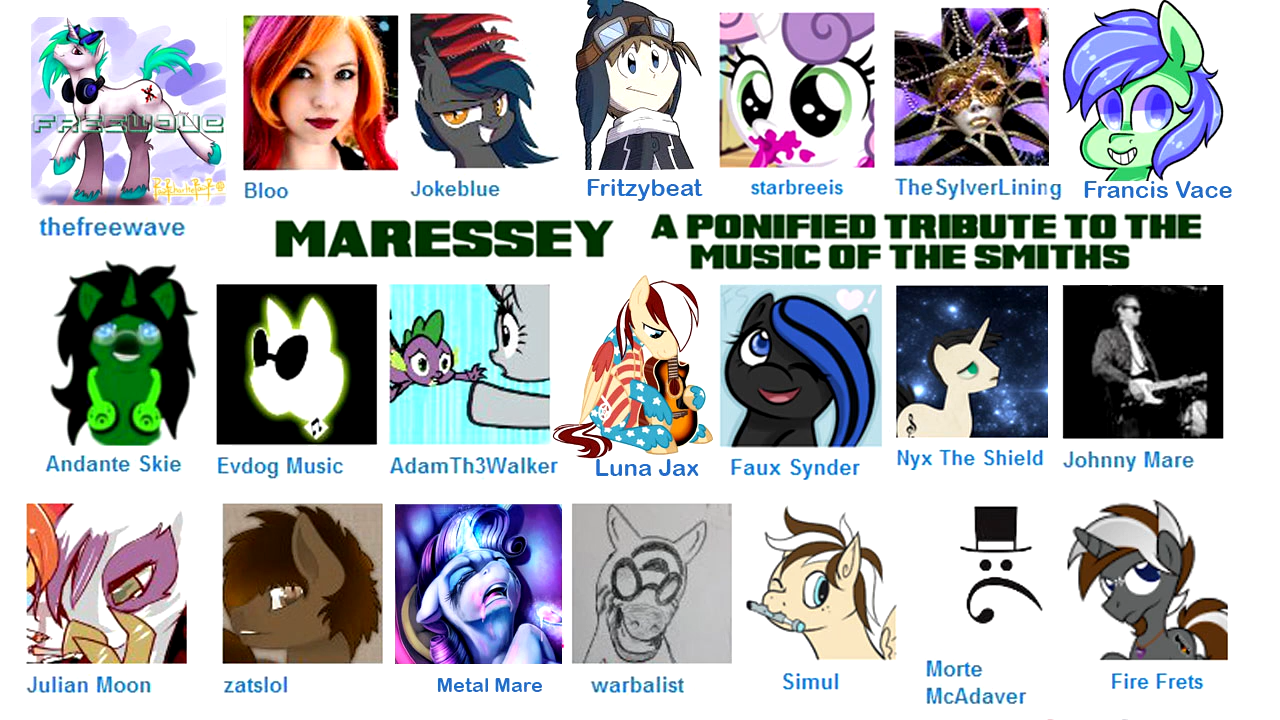 FREEWAVE
Bloo
Jokeblue
Fritzybeat
starbreeis
TheSylverLining
Francis Vace
thefreewave
MARESSEY
A PONIFIED TRIBUTE TO THE
MUSIC OF THE SMITHS
Andante Skie
Evdog Music
AdamTh3Walker
Luna Jax
Faux Synder
Nyx The Shield
Johnny Mare
Julian Moon
zatslol
Metal Mare
warbalist
Simul
Morte
McAdaver
Fire Frets